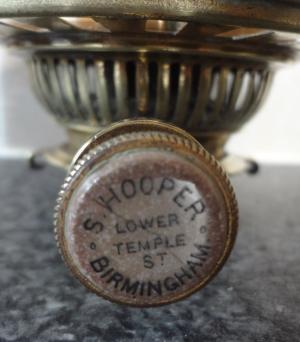 S. HOOPER
LOWER
TEMPLE
ST
BIRMINGHAM